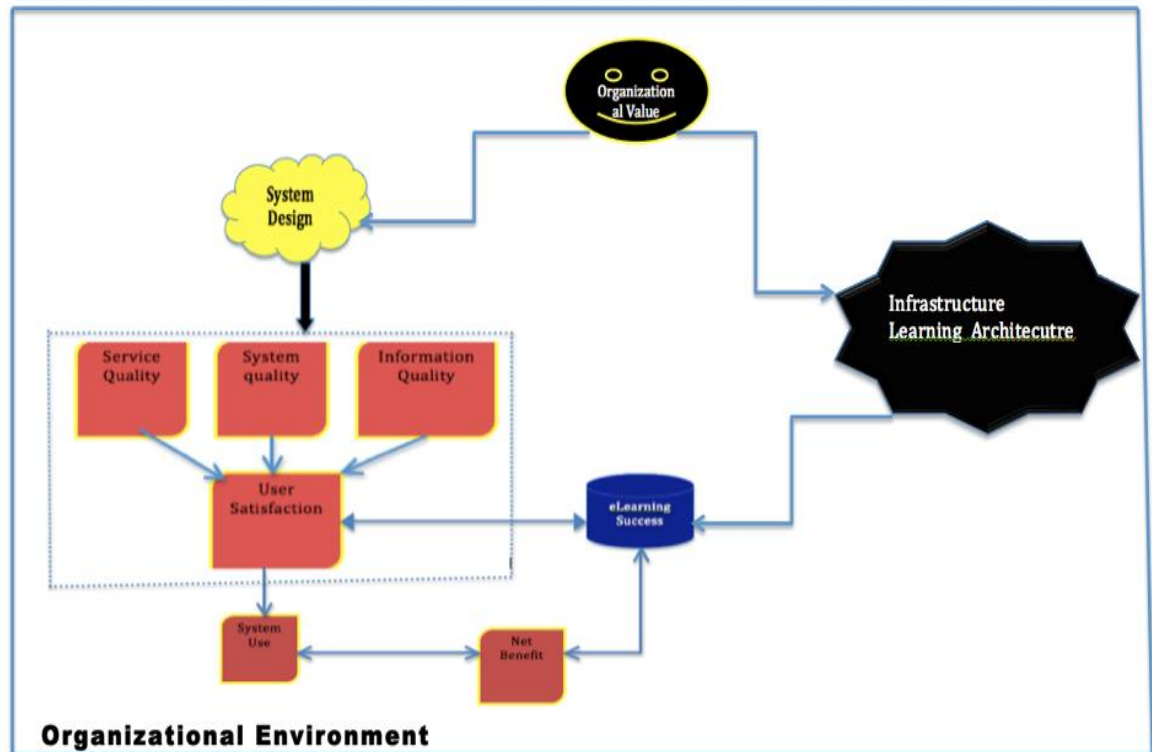 Organization
al Value
System
Design
Infrastructure
Learning Architecutre
Service
Quality
System
quality
Information
Quality
User
Satisfaction
eLearning
Success
System
Use
Net
Benefit
Organizational Environment